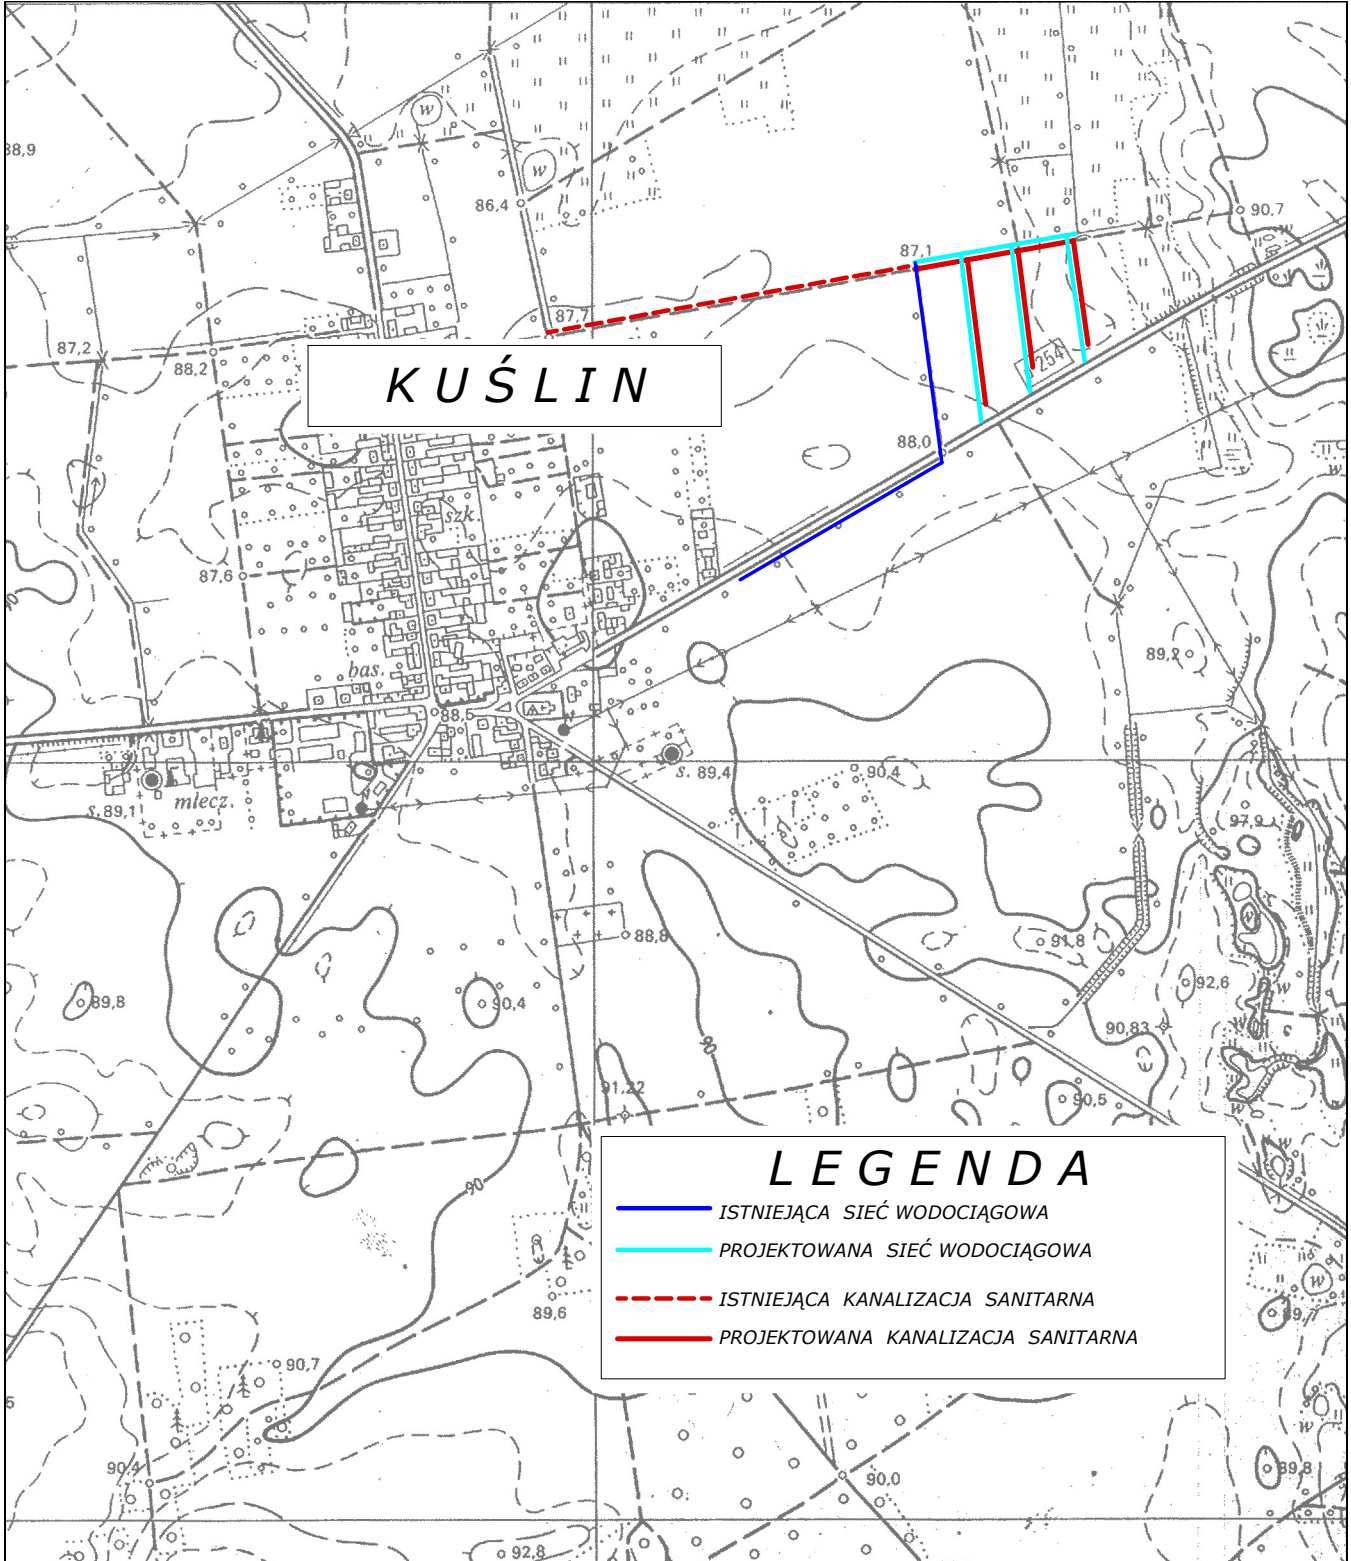 w
38,9
w
86,4
90,7
87,1
87,7
87,2
88,2
254
KUŚLIN
88,0
w
szk.
87,6
89,2
bas.
88,5
s. 89,4
90,4
s. 89,1
mlecz.
97,9
88,8
91,8
89,8
90,4
92,6
w
90,83
90
91,22
90,5
w
w
LEGENDA
90
ISTNIEJĄCA SIEĆ WODOCIĄGOWA
PROJEKTOWANA SIEĆ WODOCIĄGOWA
w
ISTNIEJĄCA KANALIZACJA SANITARNA
89,6
PROJEKTOWANA KANALIZACJA SANITARNA
90,7
w
90,4
90,0
89,8
92,8